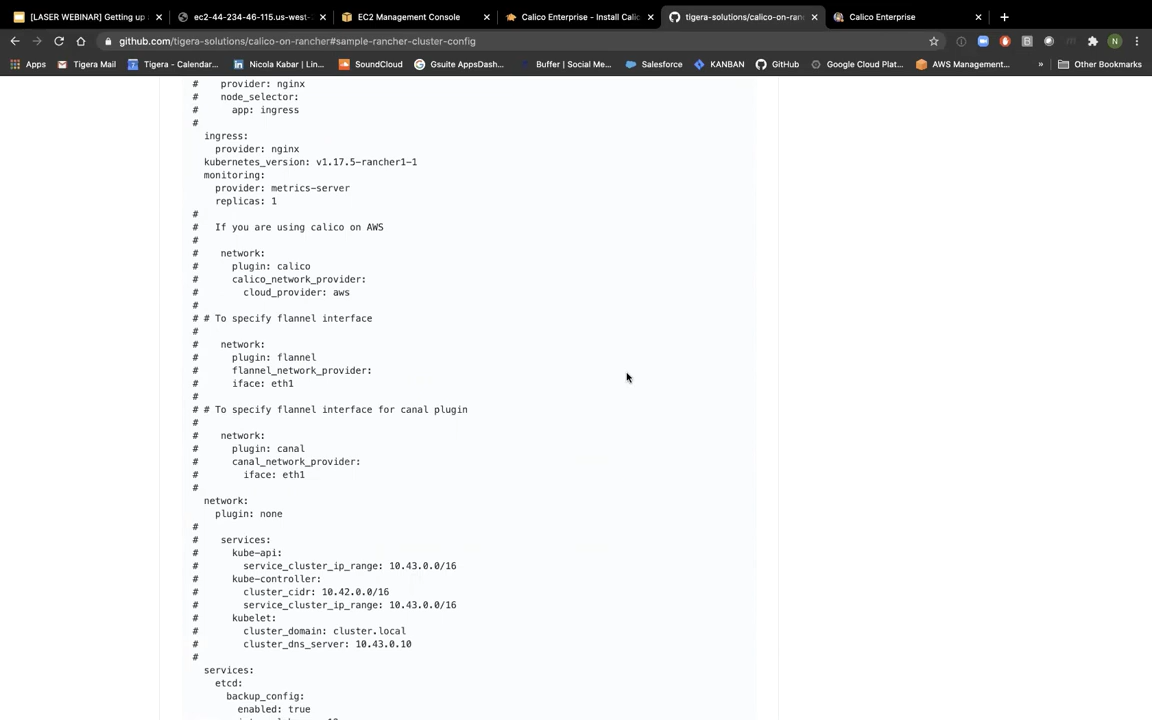 [LASER WEBINAR] Getting up
ec2-44-234-46-115.us-west-
EC2 Management Console
Calico Enterprise - Install Calic
tigera-solutions/calico-on-ran
Calico Enterprise
github.com/tigera-solutions/calico-on-rancher#sample-rancher-cluster-config
N
Apps
Tigera Mail
Tigera - Calendar...
Nicola Kabar | Lin...
SoundCloud
Gsuite AppsDash...
Buffer | Social Me...
Salesforce
KANBAN
GitHub
Google Cloud Plat...
AWS Management...
»
Other Bookmarks
#    provider: nginx
#    node_selector:
#      app: ingress
#
ingress:
provider: nginx
kubernetes_version: v1.17.5-rancher1-1
monitoring:
provider: metrics-server
replicas: 1
#
#   If you are using calico on AWS
#
#    network:
#      plugin: calico
#      calico_network_provider:
#        cloud_provider: aws
#
# # To specify flannel interface
#
#    network:
#      plugin: flannel
#      flannel_network_provider:
#      iface: eth1
#
# # To specify flannel interface for canal plugin
#
#    network:
#      plugin: canal
#      canal_network_provider:
#        iface: eth1
#
network:
plugin: none
#
#    services:
#      kube-api:
#        service_cluster_ip_range: 10.43.0.0/16
#      kube-controller:
#        cluster_cidr: 10.42.0.0/16
#        service_cluster_ip_range: 10.43.0.0/16
#      kubelet:
#        cluster_domain: cluster.local
#        cluster_dns_server: 10.43.0.10
#
services:
etcd:
backup_config:
enabled: true